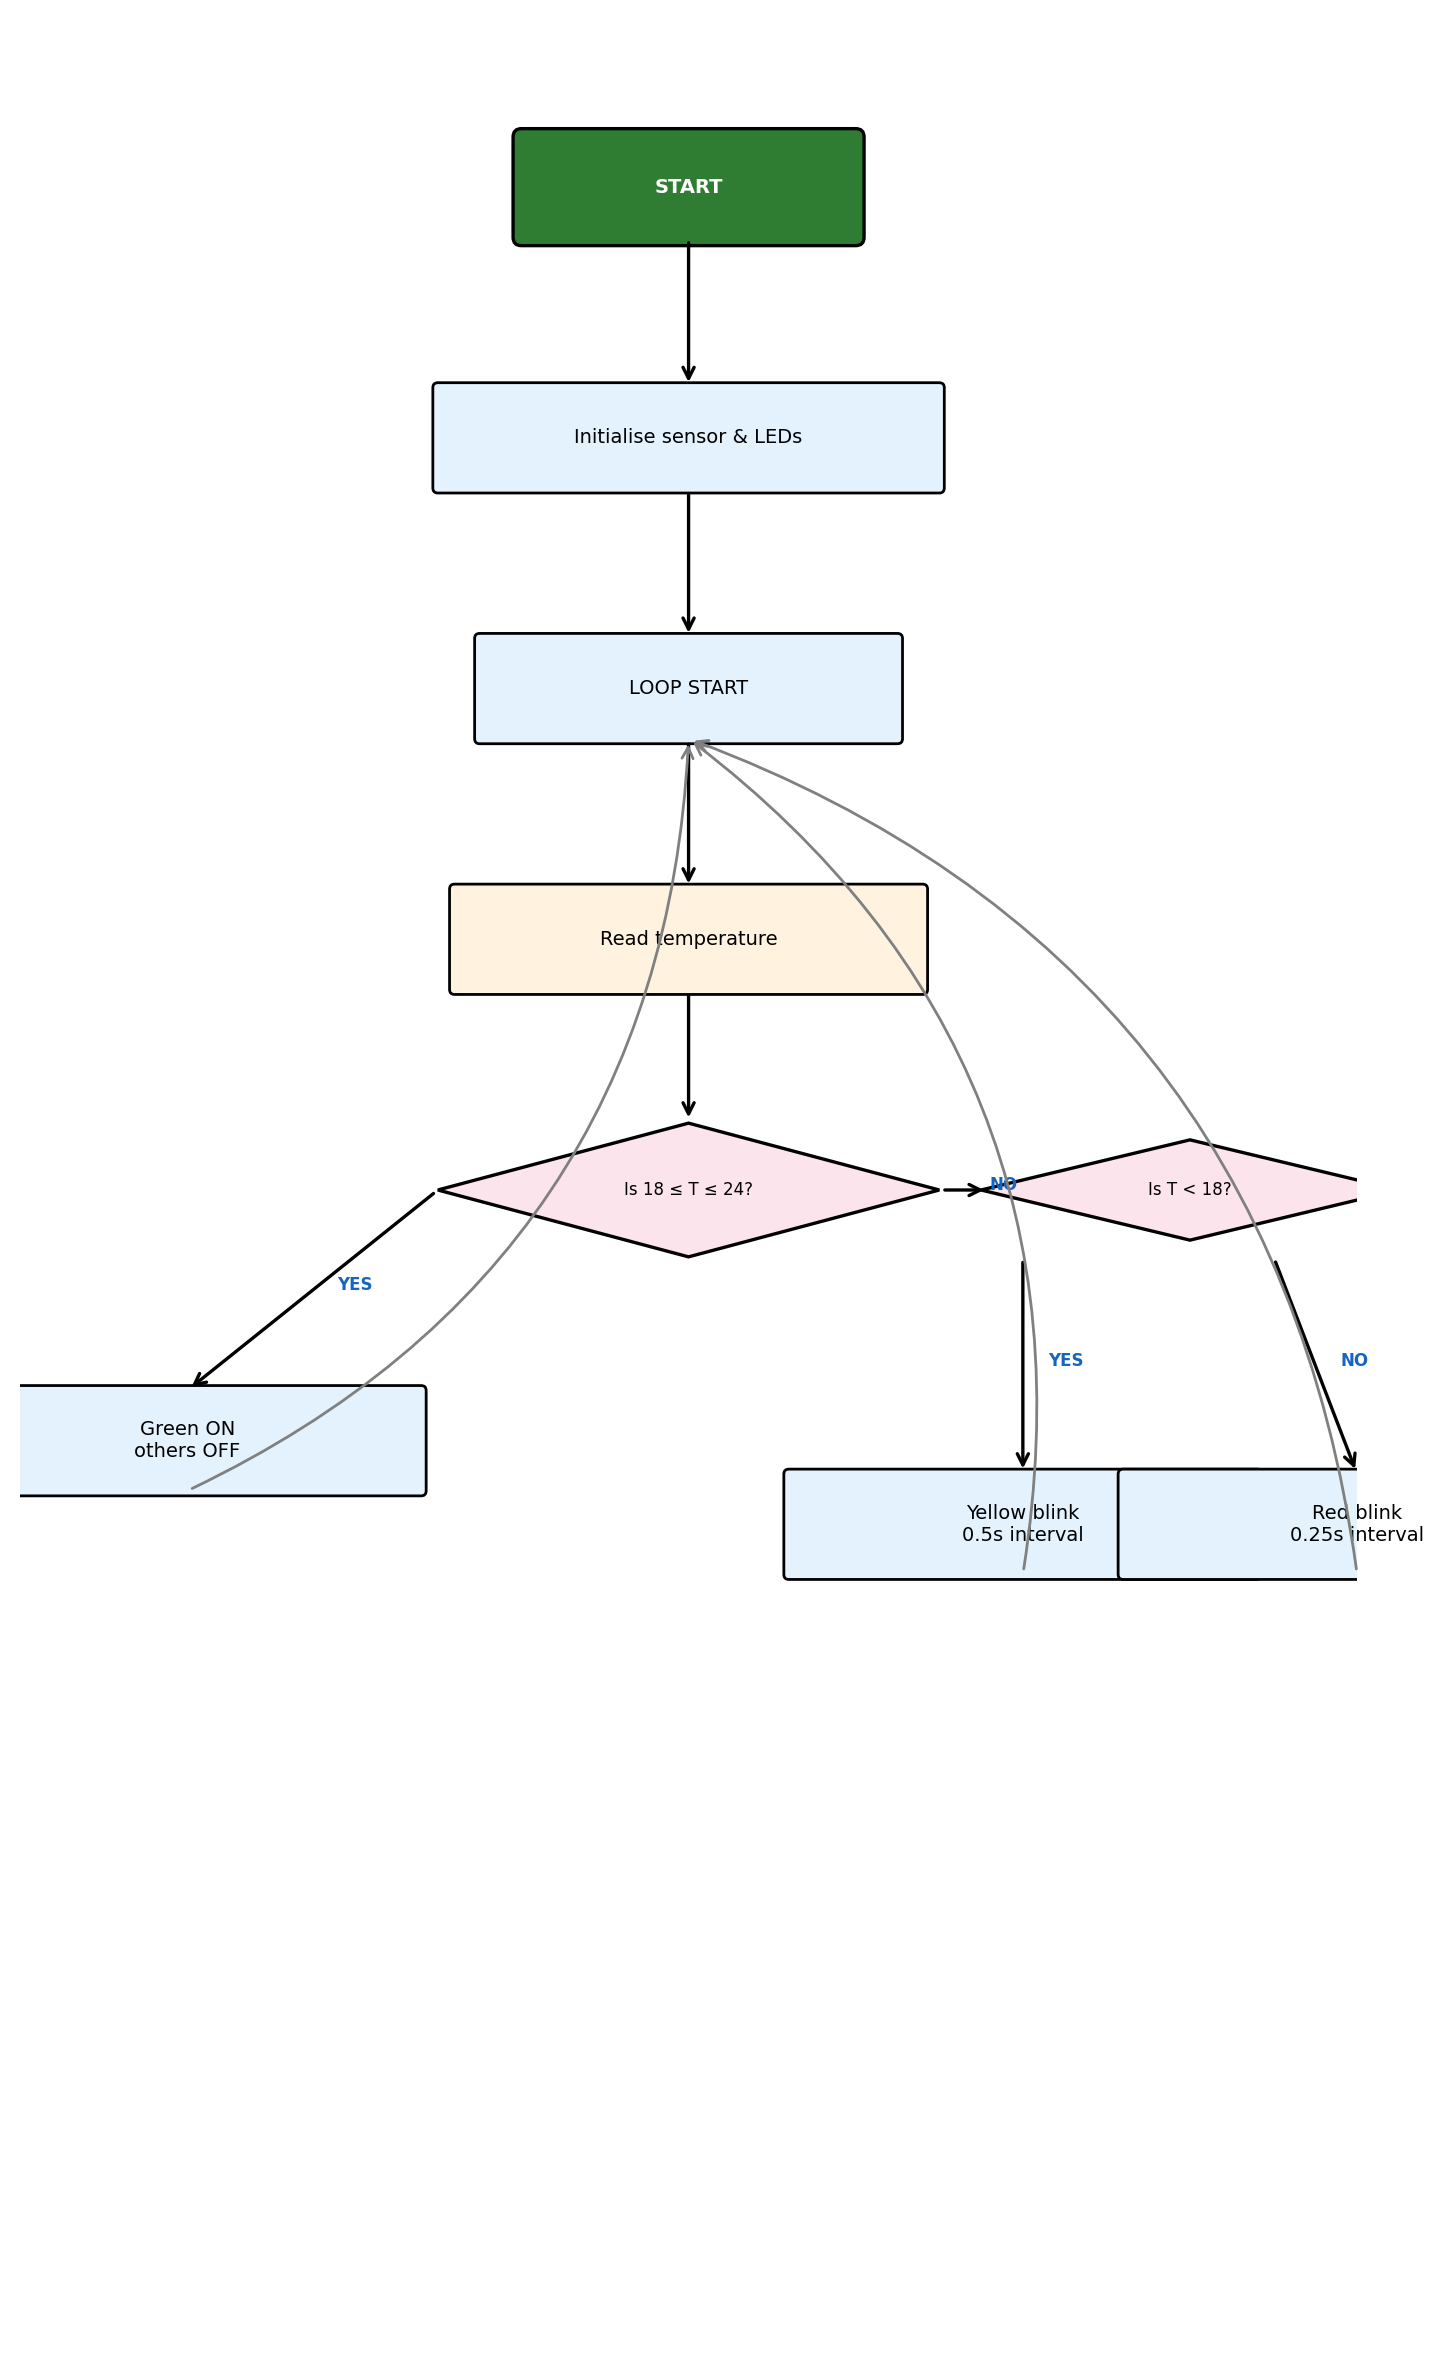 START
Initialise sensor & LEDs
LOOP START
Read temperature
Is 18 ≤ T ≤ 24?
NO
Is T < 18?
YES
YES
NO
Green ON
others OFF
Yellow blink
0.5s interval
Red blink
0.25s interval